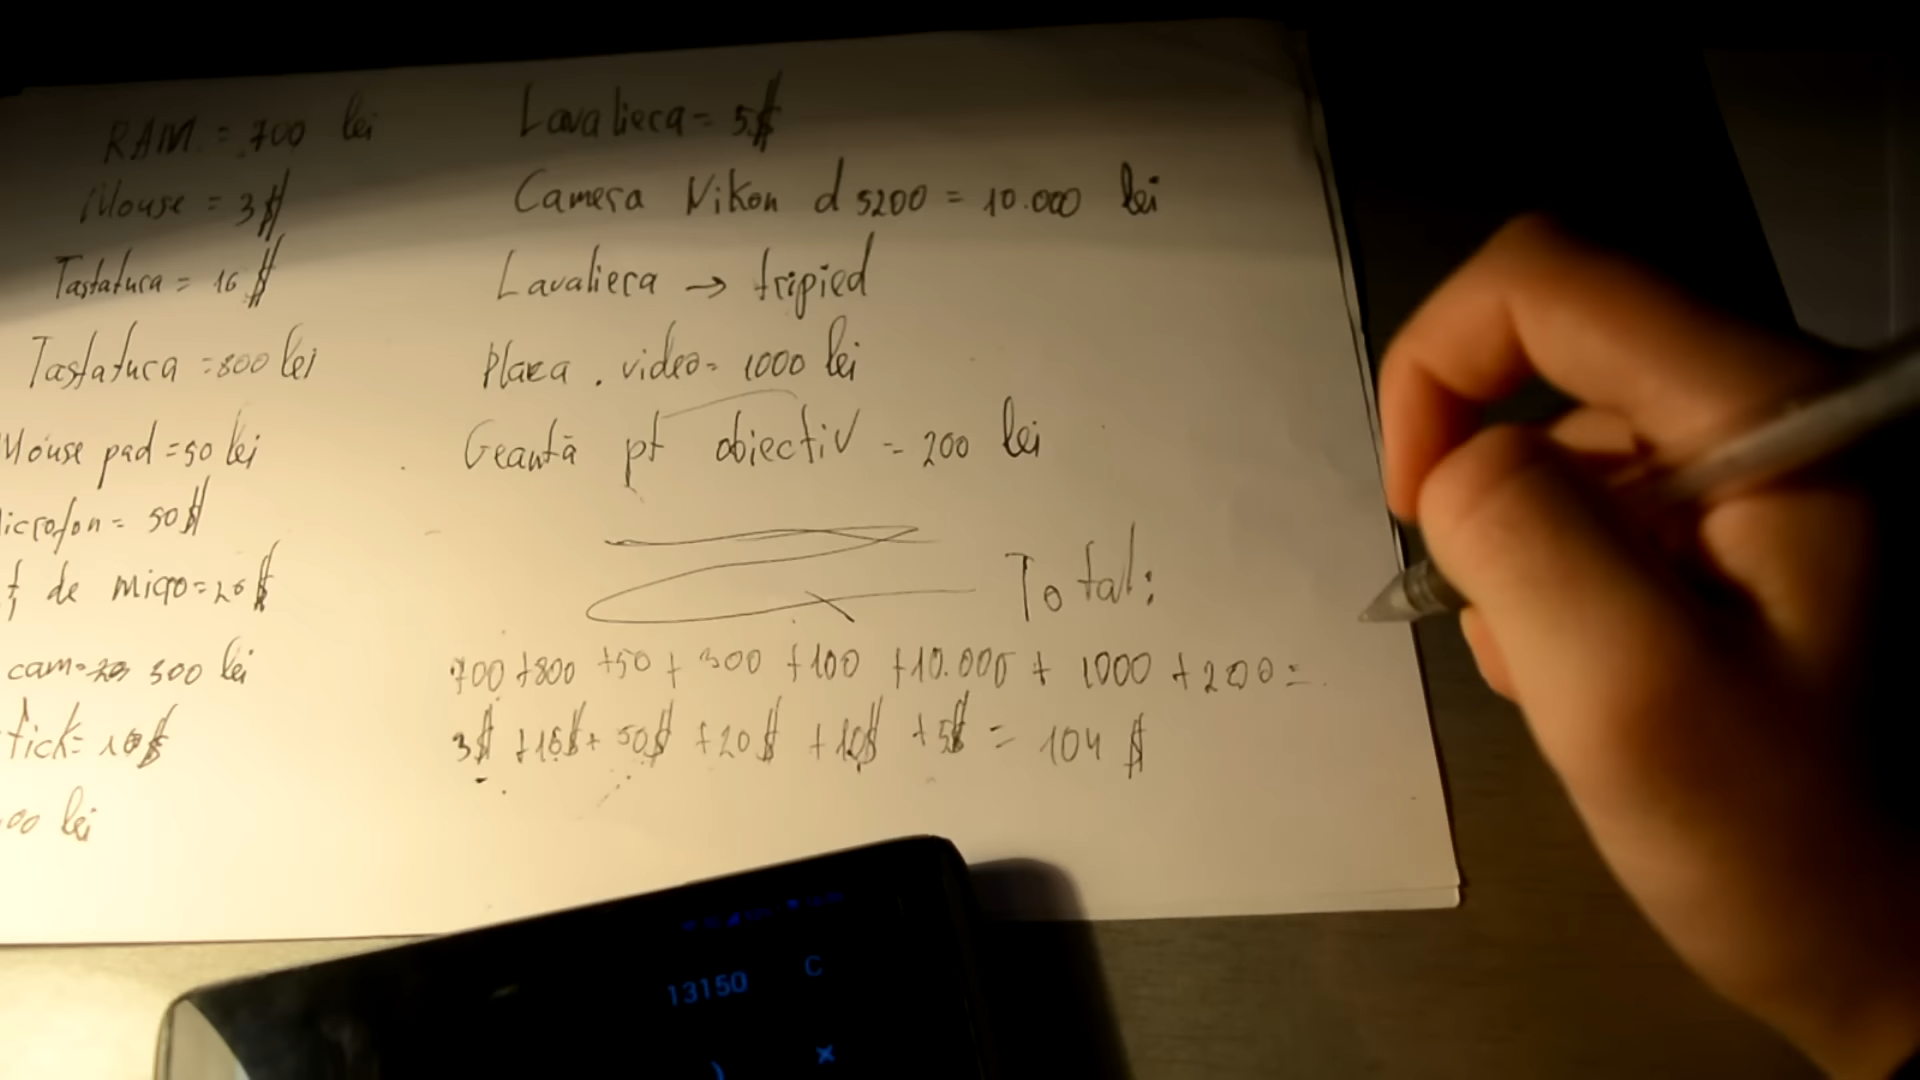 RAM = 700 lei
Mouse = 3$
Tastatura = 16 $
Tastatura = 800 lei
Mouse pad = 50 lei
icrofon = 50$
de micro = 20 $
cam = 300 lei
tick = 10$
00 lei
Lavaliera = 5$
Camera Nikon d 5200 = 10.000 lei
Lavaliera → tripied
Placa . video = 1000 lei
Geantă pt obiectiv = 200 lei
Total:
700 +800 +50 + 300 +100 +10.000 + 1000 +200 =
3$ +16$+ 50$ +20$ +10$ +5$ = 104 $
13150 C
) ×